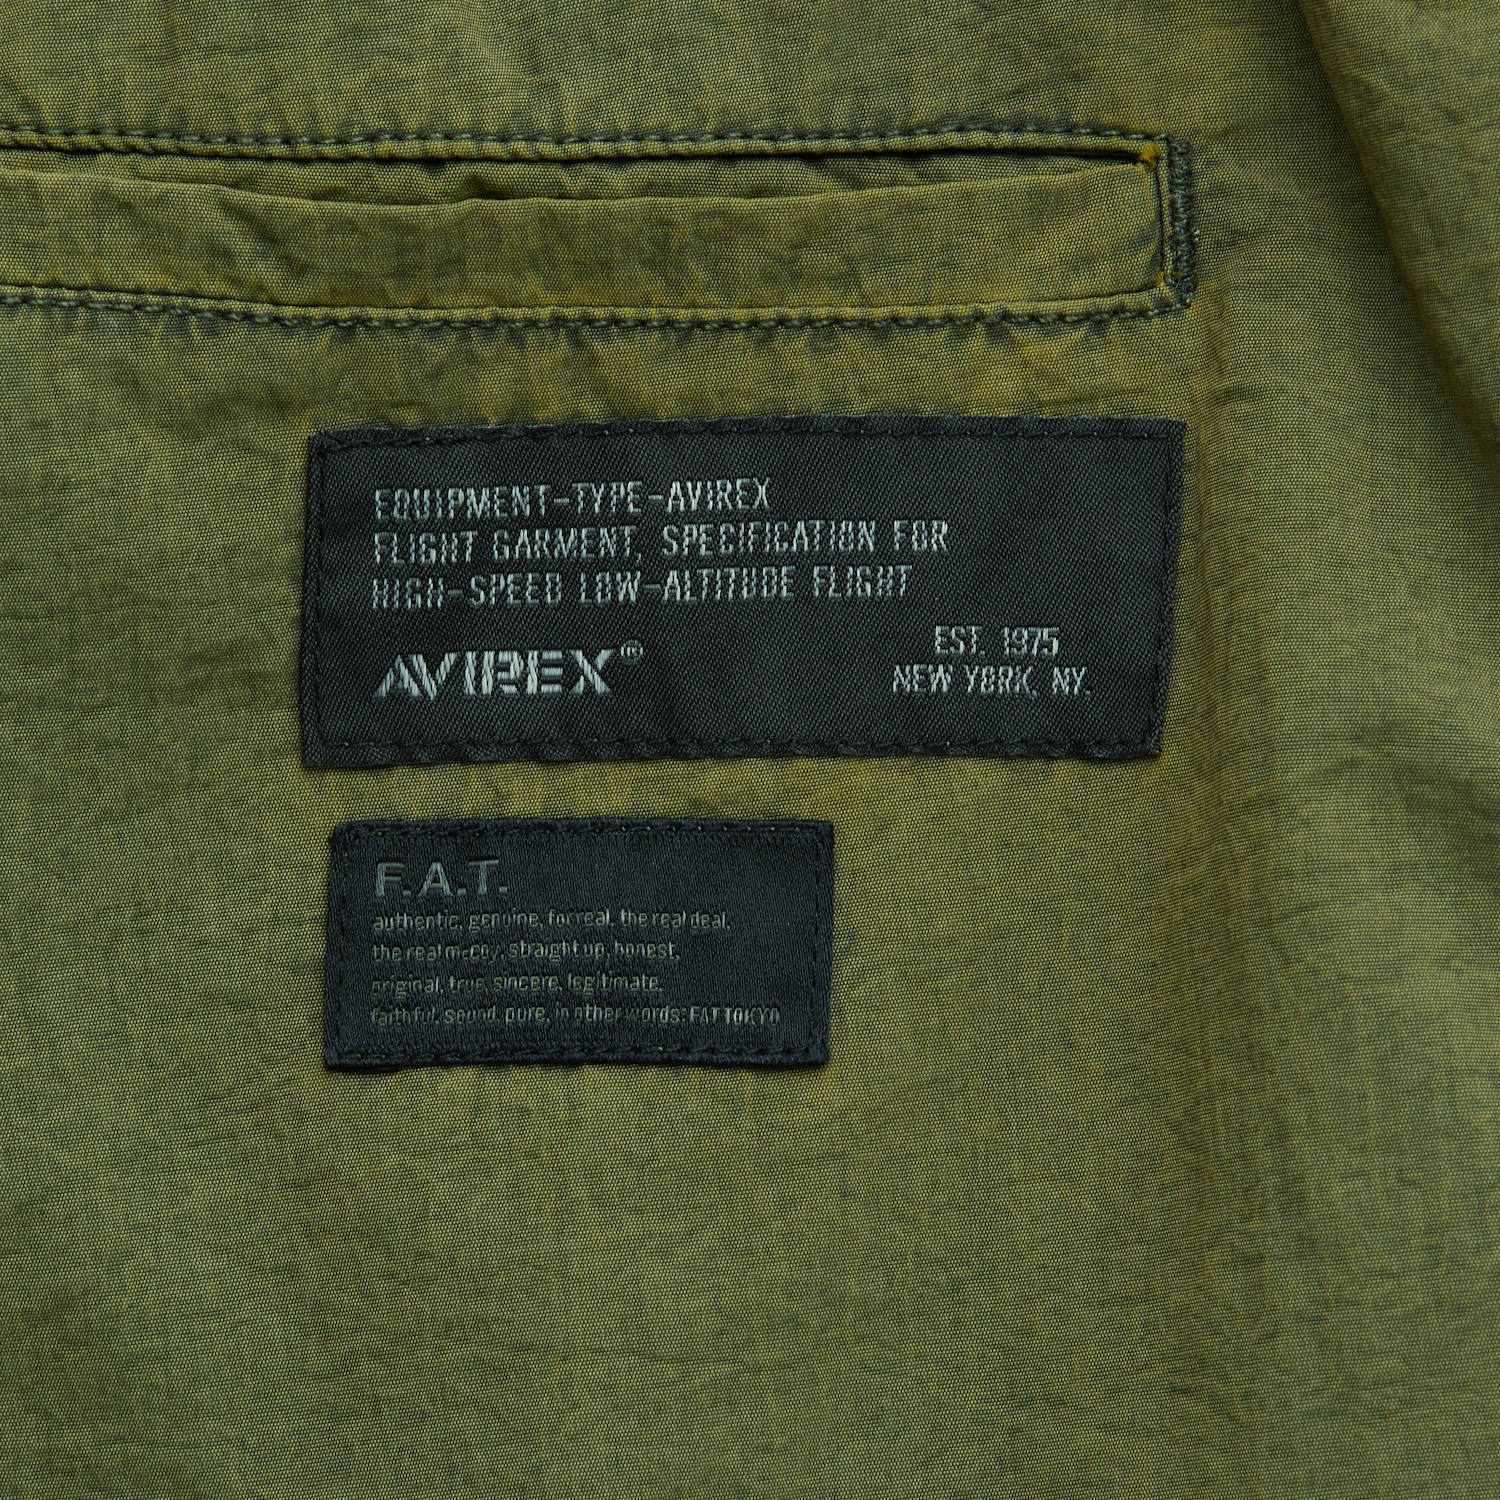 EQUIPMENT-TYPE-AVIREX
FLIGHT GARMENT, SPECIFICATION FOR
HIGH-SPEED LOW-ALTITUDE FLIGHT
AVIREX®
EST. 1975
NEW YORK, NY.
F.A.T.
authentic, genuine, for real, the real deal,
the real mccoy, straight up, honest,
original, true, sincere, legitimate,
faithful, sound, pure, in other words: FAT TOKYO